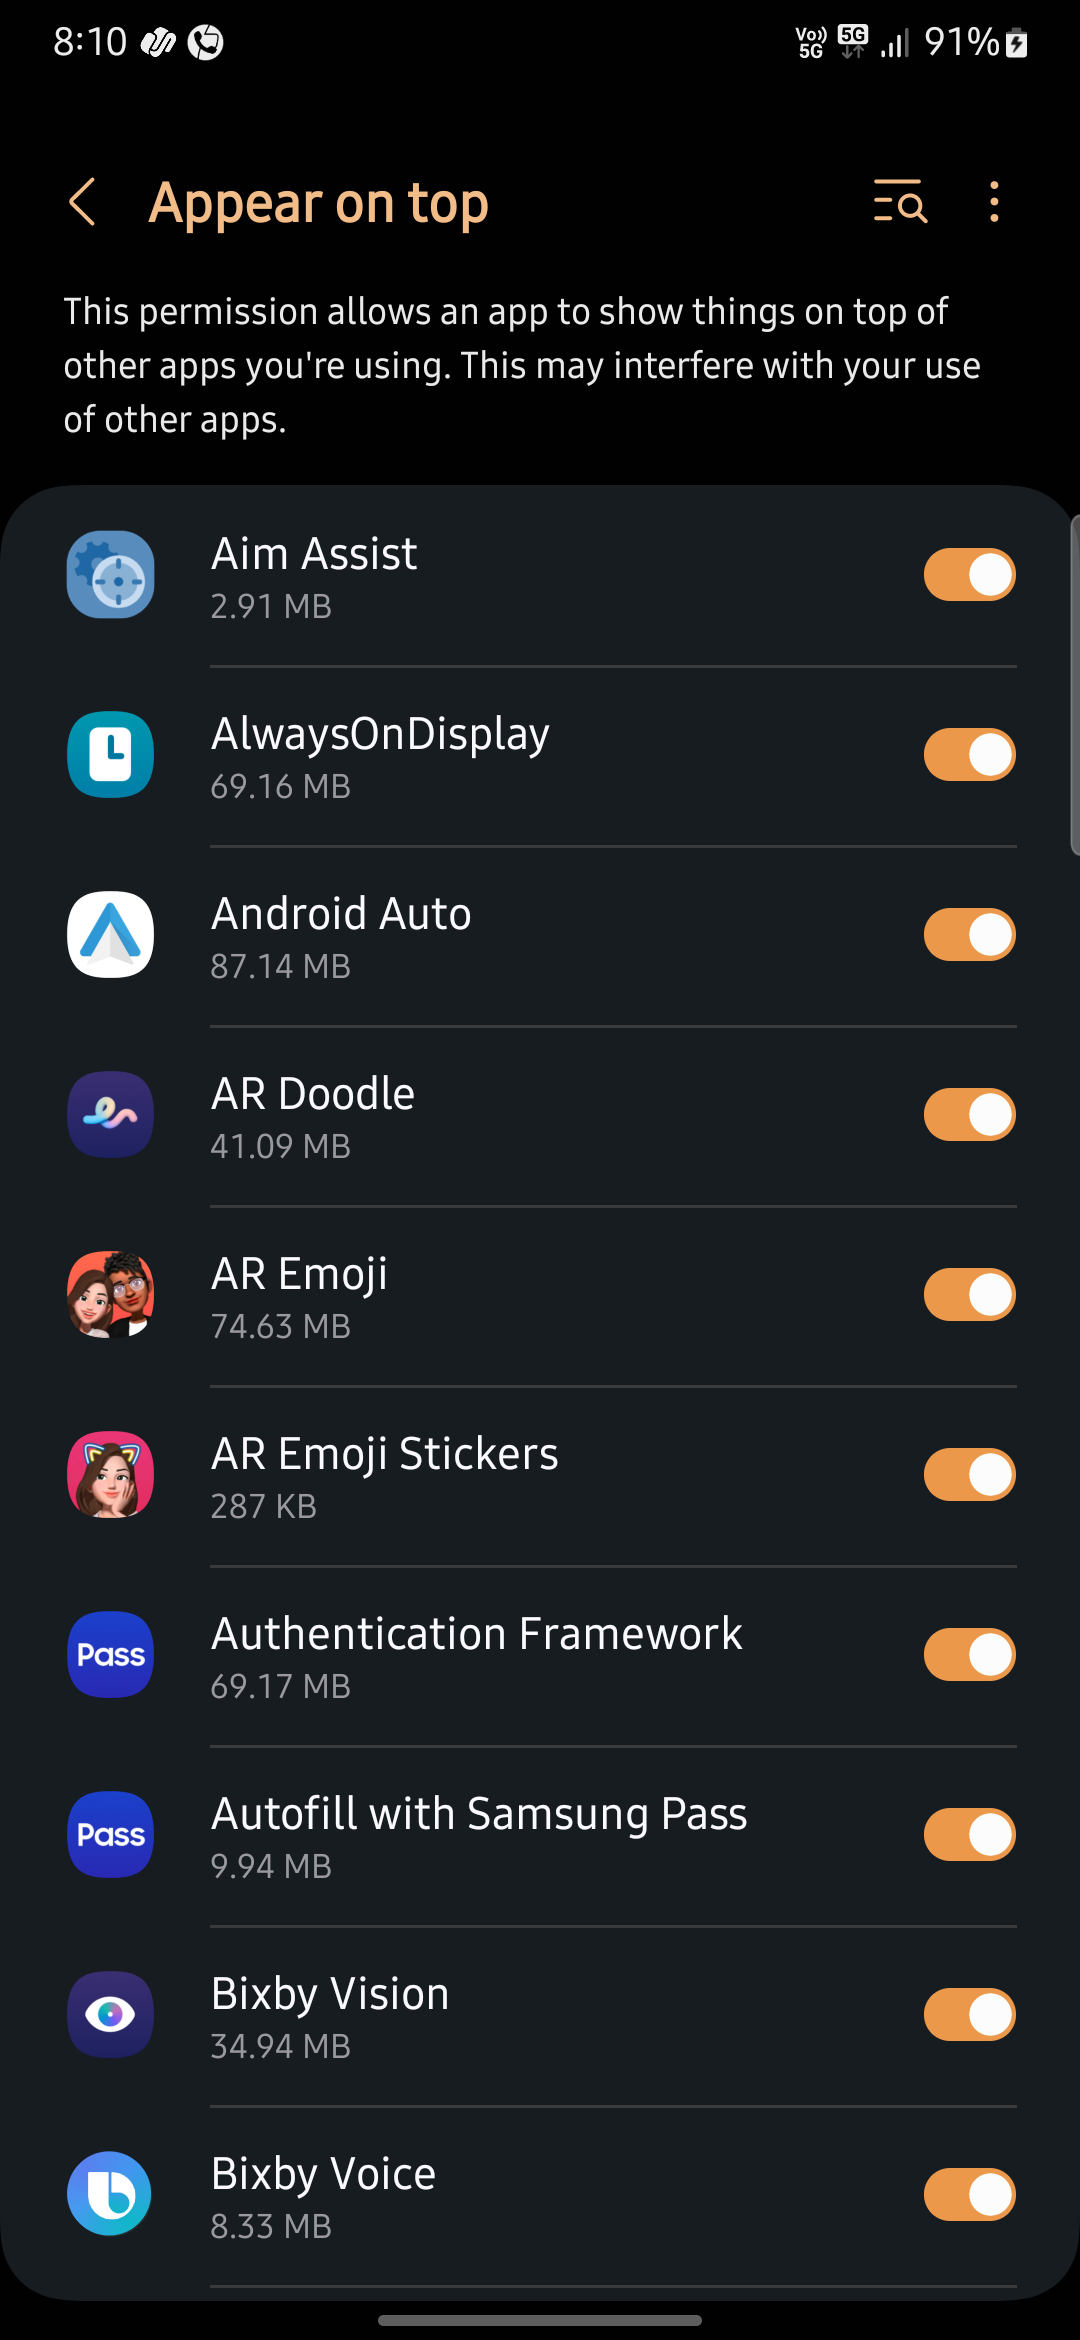 8:10
Vo)) 5G 5G 91%
Appear on top
This permission allows an app to show things on top of
other apps you're using. This may interfere with your use
of other apps.
Aim Assist
2.91 MB
AlwaysOnDisplay
69.16 MB
Android Auto
87.14 MB
AR Doodle
41.09 MB
AR Emoji
74.63 MB
AR Emoji Stickers
287 KB
Pass
Authentication Framework
69.17 MB
Pass
Autofill with Samsung Pass
9.94 MB
Bixby Vision
34.94 MB
Bixby Voice
8.33 MB